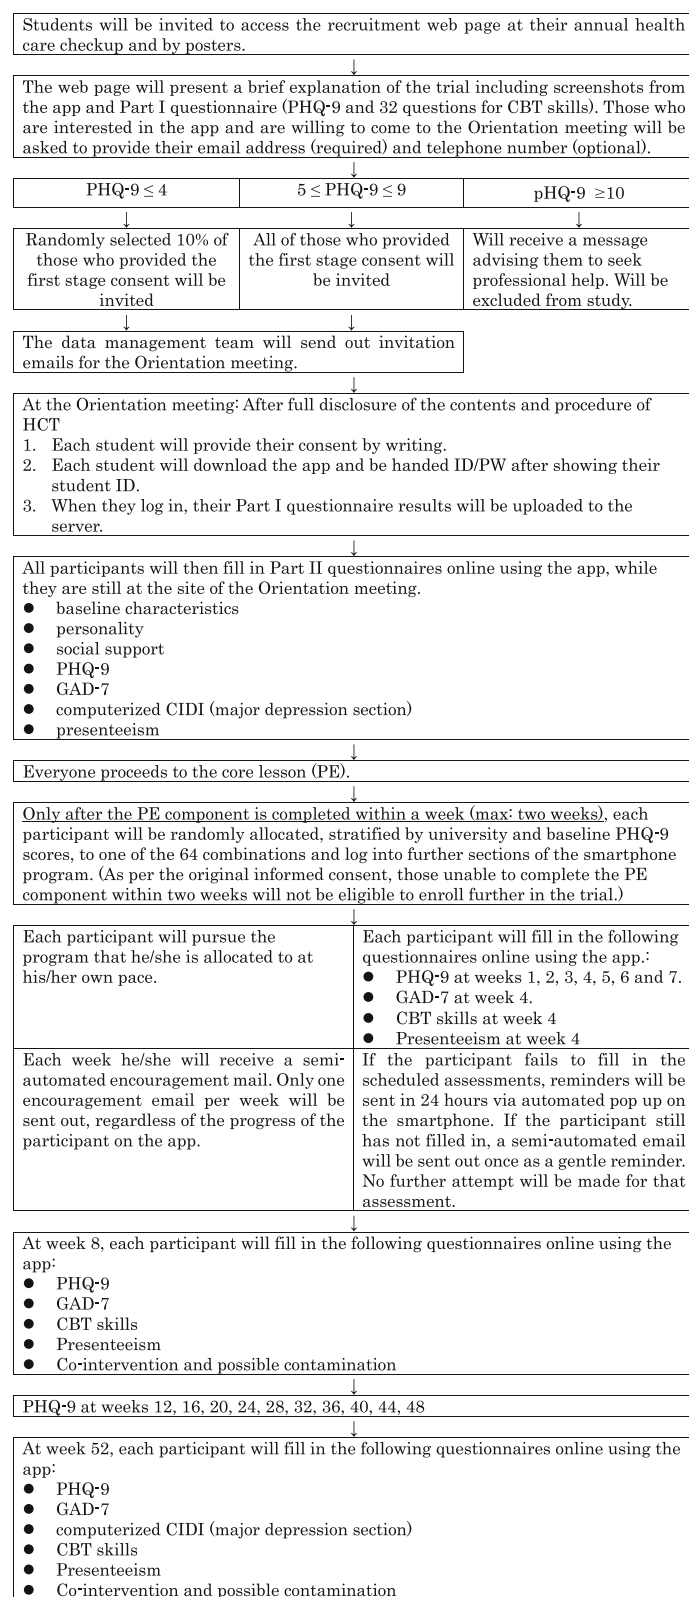 Students will be invited to access the recruitment web page at their annual health
care checkup and by posters.
↓
The web page will present a brief explanation of the trial including screenshots from
the app and Part I questionnaire (PHQ-9 and 32 questions for CBT skills). Those who
are interested in the app and are willing to come to the Orientation meeting will be
asked to provide their email address (required) and telephone number (optional).
↓
PHQ-9 ≤ 4
5 ≤ PHQ-9 ≤ 9
pHQ-9 ≥10
↓
↓
↓
Randomly selected 10% of
those who provided the
first stage consent will be
invited
All of those who provided
the first stage consent will
be invited
Will receive a message
advising them to seek
professional help. Will be
excluded from study.
↓
↓
The data management team will send out invitation
emails for the Orientation meeting.
↓
At the Orientation meeting: After full disclosure of the contents and procedure of
HCT
1. Each student will provide their consent by writing.
2. Each student will download the app and be handed ID/PW after showing their
student ID.
3. When they log in, their Part I questionnaire results will be uploaded to the
server.
↓
All participants will then fill in Part II questionnaires online using the app, while
they are still at the site of the Orientation meeting.
● baseline characteristics
● personality
● social support
● PHQ-9
● GAD-7
● computerized CIDI (major depression section)
● presenteeism
↓
Everyone proceeds to the core lesson (PE).
↓
Only after the PE component is completed within a week (max: two weeks), each
participant will be randomly allocated, stratified by university and baseline PHQ-9
scores, to one of the 64 combinations and log into further sections of the smartphone
program. (As per the original informed consent, those unable to complete the PE
component within two weeks will not be eligible to enroll further in the trial.)
↓
Each participant will pursue the
program that he/she is allocated to at
his/her own pace.
Each participant will fill in the following
questionnaires online using the app.:
● PHQ-9 at weeks 1, 2, 3, 4, 5, 6 and 7.
● GAD-7 at week 4.
● CBT skills at week 4
● Presenteeism at week 4
Each week he/she will receive a semi-
automated encouragement mail. Only one
encouragement email per week will be
sent out, regardless of the progress of the
participant on the app.
If the participant fails to fill in the
scheduled assessments, reminders will be
sent in 24 hours via automated pop up on
the smartphone. If the participant still
has not filled in, a semi-automated email
will be sent out once as a gentle reminder.
No further attempt will be made for that
assessment.
↓
At week 8, each participant will fill in the following questionnaires online using the
app:
● PHQ-9
● GAD-7
● CBT skills
● Presenteeism
● Co-intervention and possible contamination
↓
PHQ-9 at weeks 12, 16, 20, 24, 28, 32, 36, 40, 44, 48
↓
At week 52, each participant will fill in the following questionnaires online using the
app:
● PHQ-9
● GAD-7
● computerized CIDI (major depression section)
● CBT skills
● Presenteeism
● Co-intervention and possible contamination